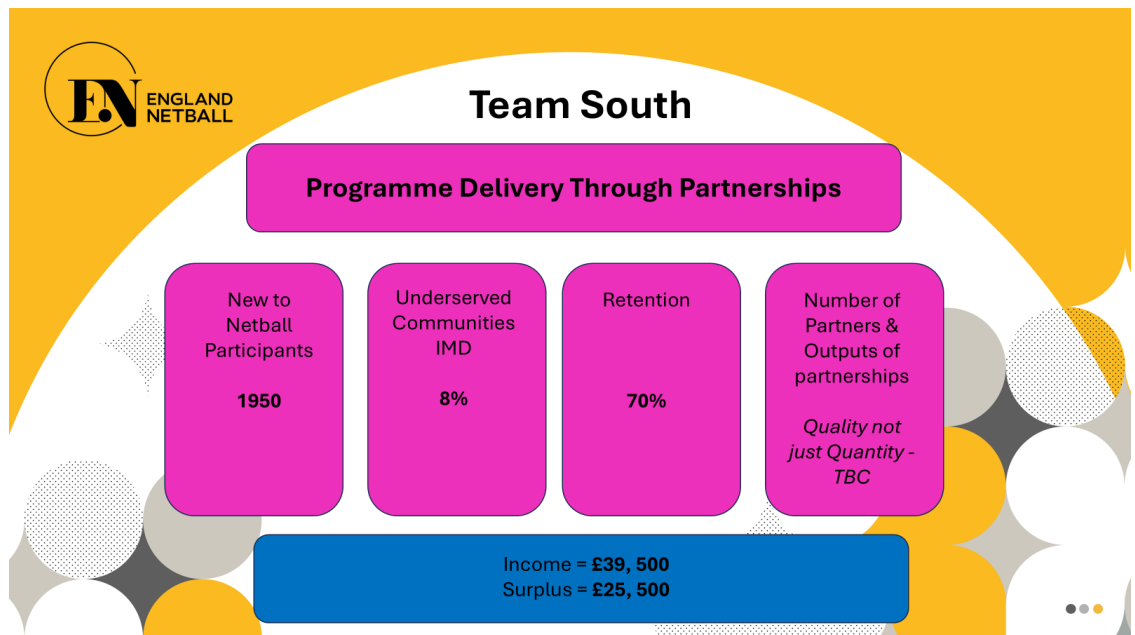 EN ENGLAND
NETBALL
Team South
Programme Delivery Through Partnerships
New to
Netball
Participants
1950
Underserved
Communities
IMD
8%
Retention
70%
Number of
Partners &
Outputs of
partnerships
Quality not
just Quantity -
TBC
Income = £39, 500
Surplus = £25, 500